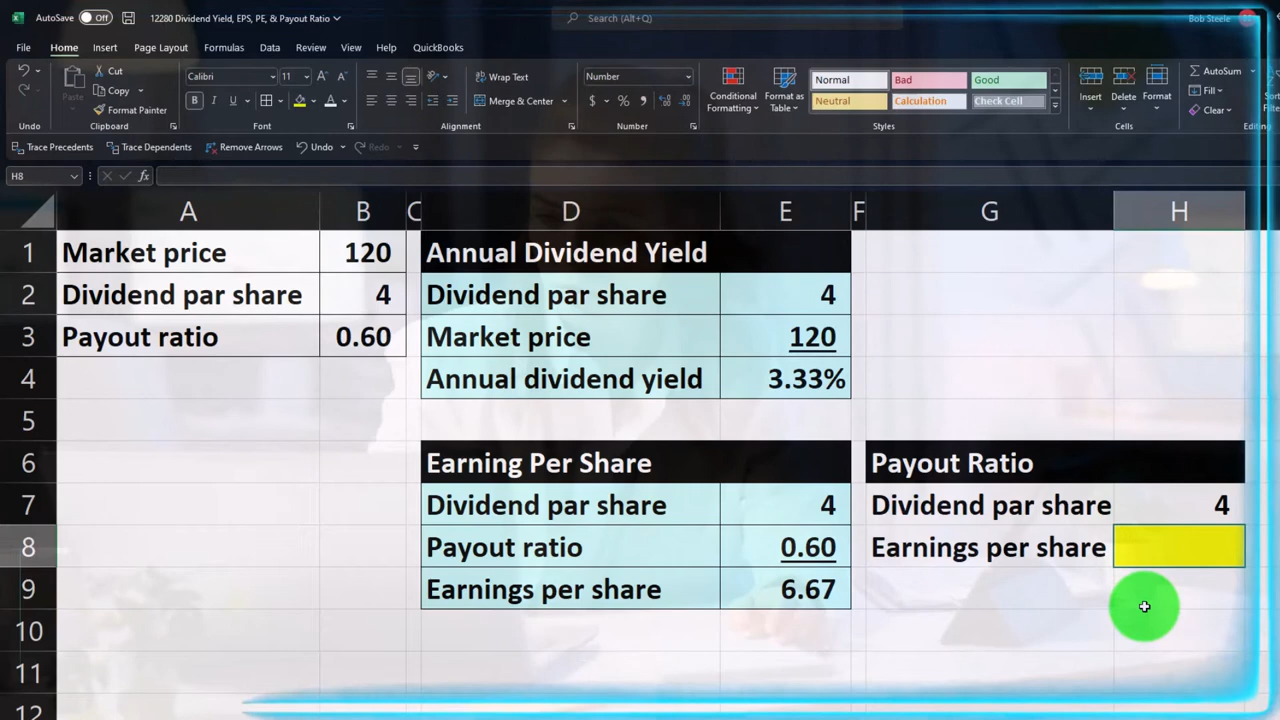 AutoSave Off 12280 Dividend Yield, EPS, PE, & Payout Ratio Search (Alt+Q) Bob Steele
File Home Insert Page Layout Formulas Data Review View Help QuickBooks
Paste Cut Copy Format Painter
Calibri 11 A A Wrap Text Number
B I U A Merge & Center $ % 9
Conditional Formatting Format as Table
Normal Bad Good
Neutral Calculation Check Cell
Insert Delete Format
AutoSum Fill Clear
Undo Clipboard Font Alignment Number Styles Cells
Trace Precedents Trace Dependents Remove Arrows Undo Redo
H8 fx
A B C D E F G H
1 Market price 120 Annual Dividend Yield
2 Dividend par share 4 Dividend par share 4
3 Payout ratio 0.60 Market price 120
4 Annual dividend yield 3.33%
5
6 Earning Per Share Payout Ratio
7 Dividend par share 4 Dividend par share 4
8 Payout ratio 0.60 Earnings per share
9 Earnings per share 6.67
10
11
12